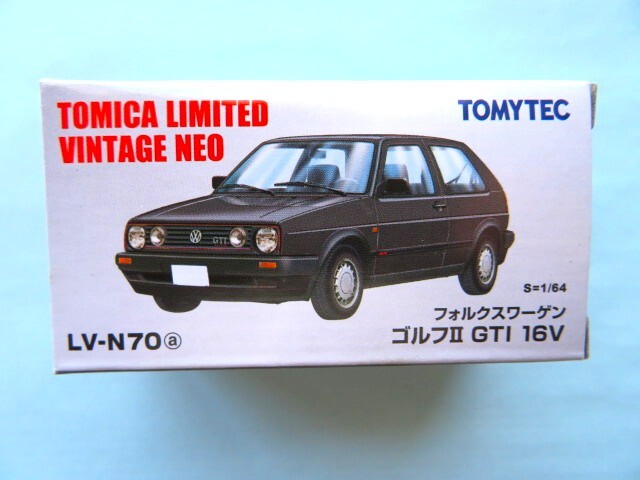 TOMICA LIMITED
VINTAGE NEO
TOMYTEC
GTI
S=1/64
フォルクスワーゲン
ゴルフⅡ GTI 16V
LV-N70ⓐ